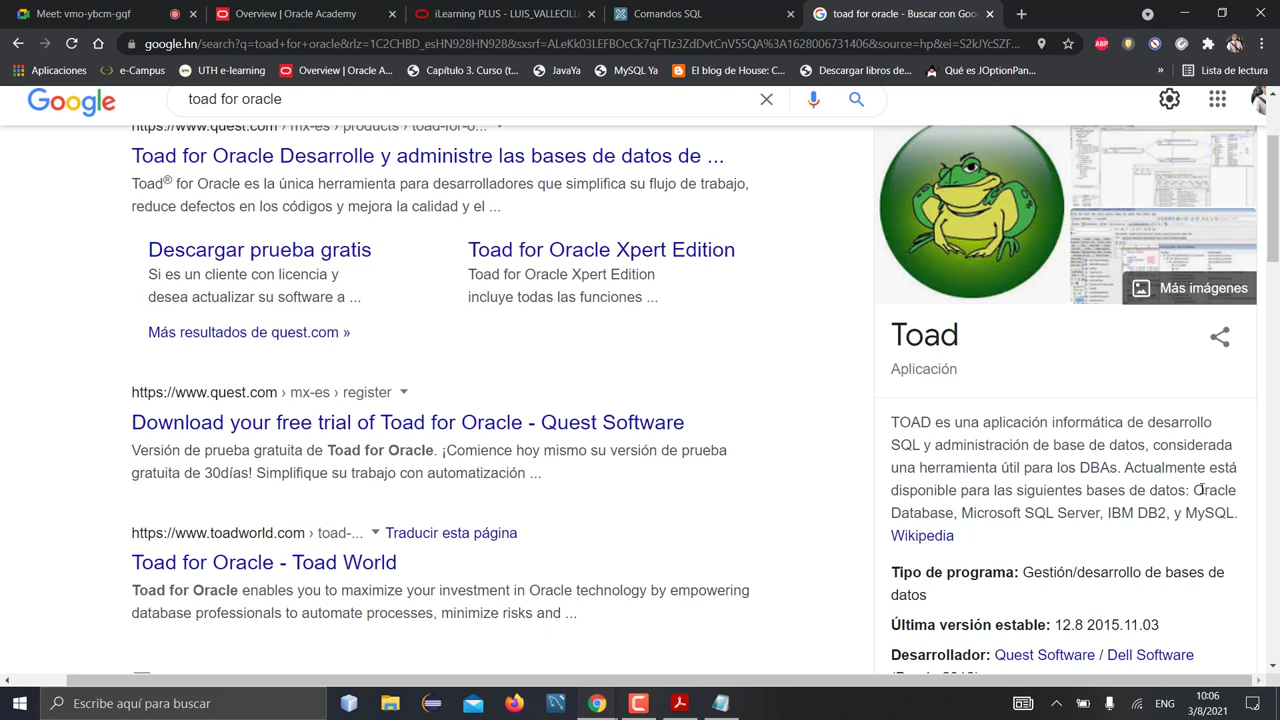 Meet: vmo-ybcm-gqf
Oracle Academy
iLearning PLUS - LUIS_VALLECILL
Comandos SQL
toad for oracle - Buscar con Goo
google.hn/search?q=toad+for+oracle&rlz=1C2CHBD_esHN928HN928&sxsrf=ALeKk03LEFBOcCk7qFTIz3ZdDvtCnV55QA%3A1628006731406&source=hp&ei=S2kJYcSZF...
Aplicaciones
e-Campus
UTH e-learning
Overview | Oracle A...
Capítulo 3. Curso (t...
JavaYa
MySQL Ya
El blog de House: C...
Descargar libros de...
Qué es JOptionPan...
»
Lista de lectura
Google
toad for oracle
https://www.quest.com › mx-es › products › toad-for-o...
Toad for Oracle Desarrolle y administre las bases de datos de ...
Toad® for Oracle es la única herramienta para desarrolladores que simplifica su flujo de trabajo,
reduce defectos en los códigos y mejora la calidad y el ...
Descargar prueba gratis
Si es un cliente con licencia y
desea actualizar su software a ...
Toad for Oracle Xpert Edition
Toad for Oracle Xpert Edition
incluye todas las funciones ...
Más resultados de quest.com »
https://www.quest.com › mx-es › register
Download your free trial of Toad for Oracle - Quest Software
Versión de prueba gratuita de Toad for Oracle. ¡Comience hoy mismo su versión de prueba
gratuita de 30días! Simplifique su trabajo con automatización ...
https://www.toadworld.com › toad-... Traducir esta página
Toad for Oracle - Toad World
Toad for Oracle enables you to maximize your investment in Oracle technology by empowering
database professionals to automate processes, minimize risks and ...
Más imágenes
Toad
Aplicación
TOAD es una aplicación informática de desarrollo
SQL y administración de base de datos, considerada
una herramienta útil para los DBAs. Actualmente está
disponible para las siguientes bases de datos: Oracle
Database, Microsoft SQL Server, IBM DB2, y MySQL.
Wikipedia
Tipo de programa: Gestión/desarrollo de bases de
datos
Última versión estable: 12.8 2015.11.03
Desarrollador: Quest Software / Dell Software
Escribe aquí para buscar
ENG
10:06
3/8/2021